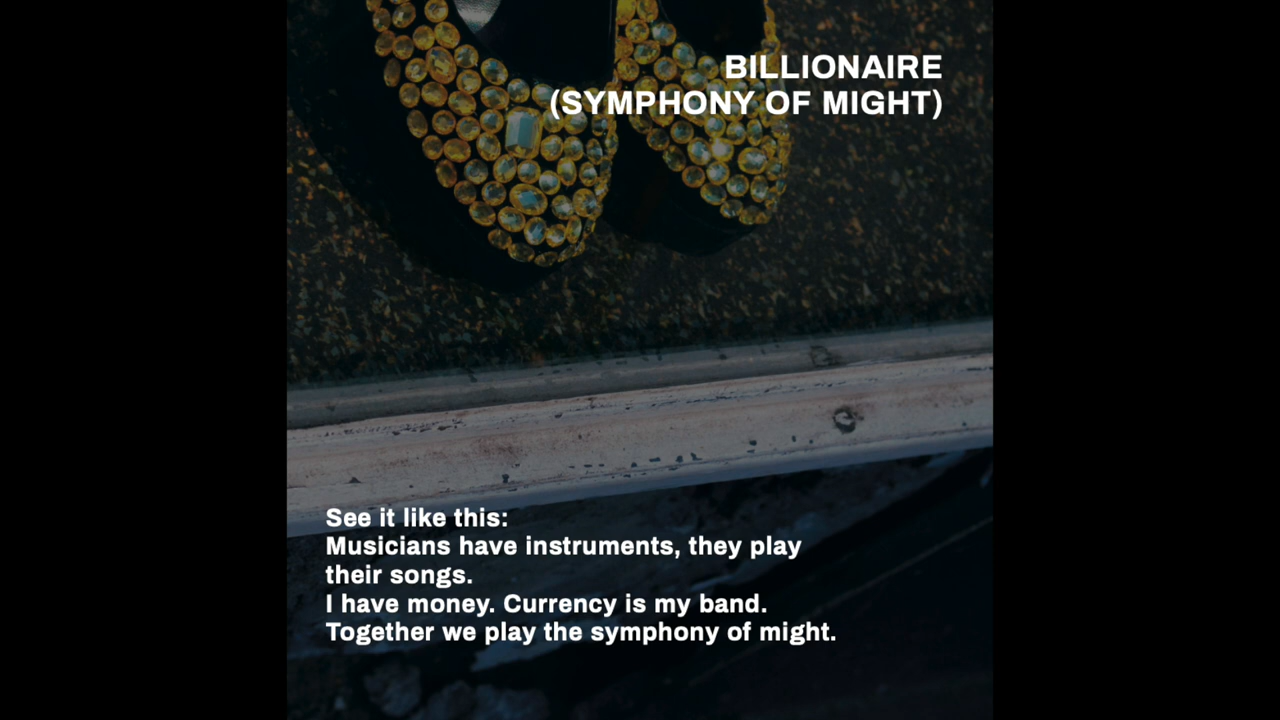 BILLIONAIRE
(SYMPHONY OF MIGHT)
See it like this:
Musicians have instruments, they play
their songs.
I have money. Currency is my band.
Together we play the symphony of might.